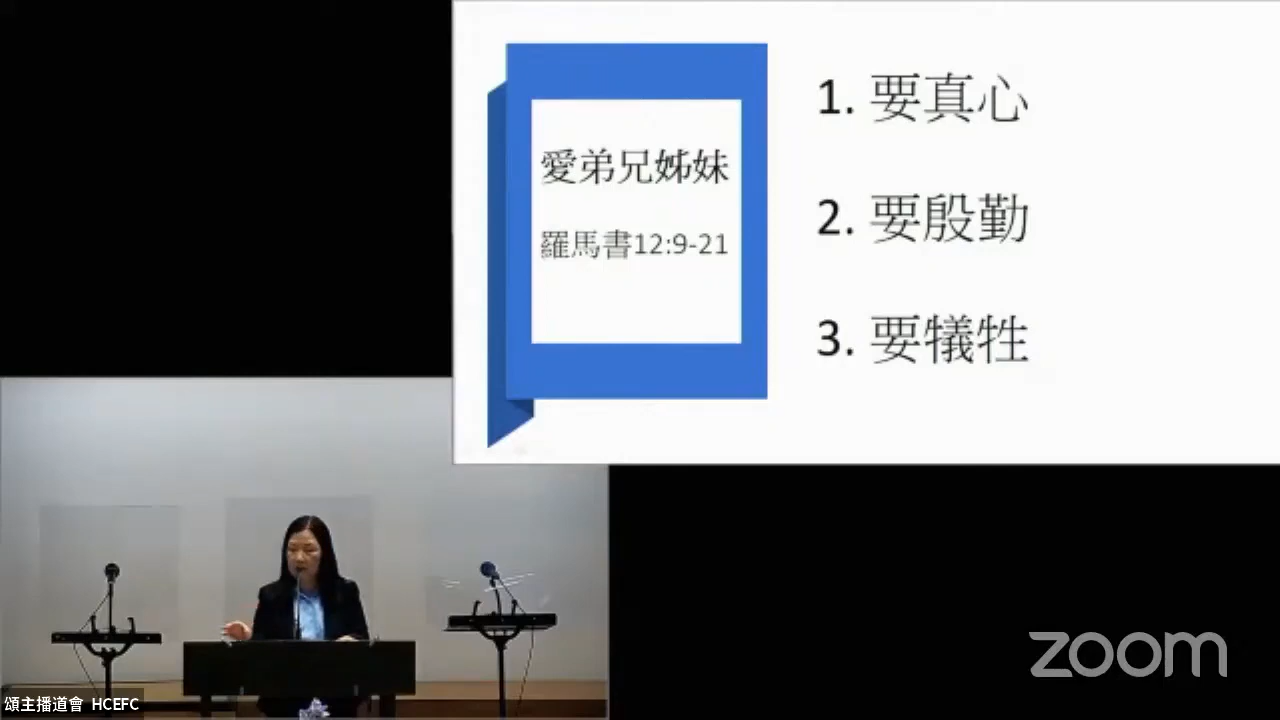 愛弟兄姊妹
羅馬書12:9-21
1. 要真心
2. 要殷勤
3. 要犧牲
頌主播道會 HCEFC
zoom